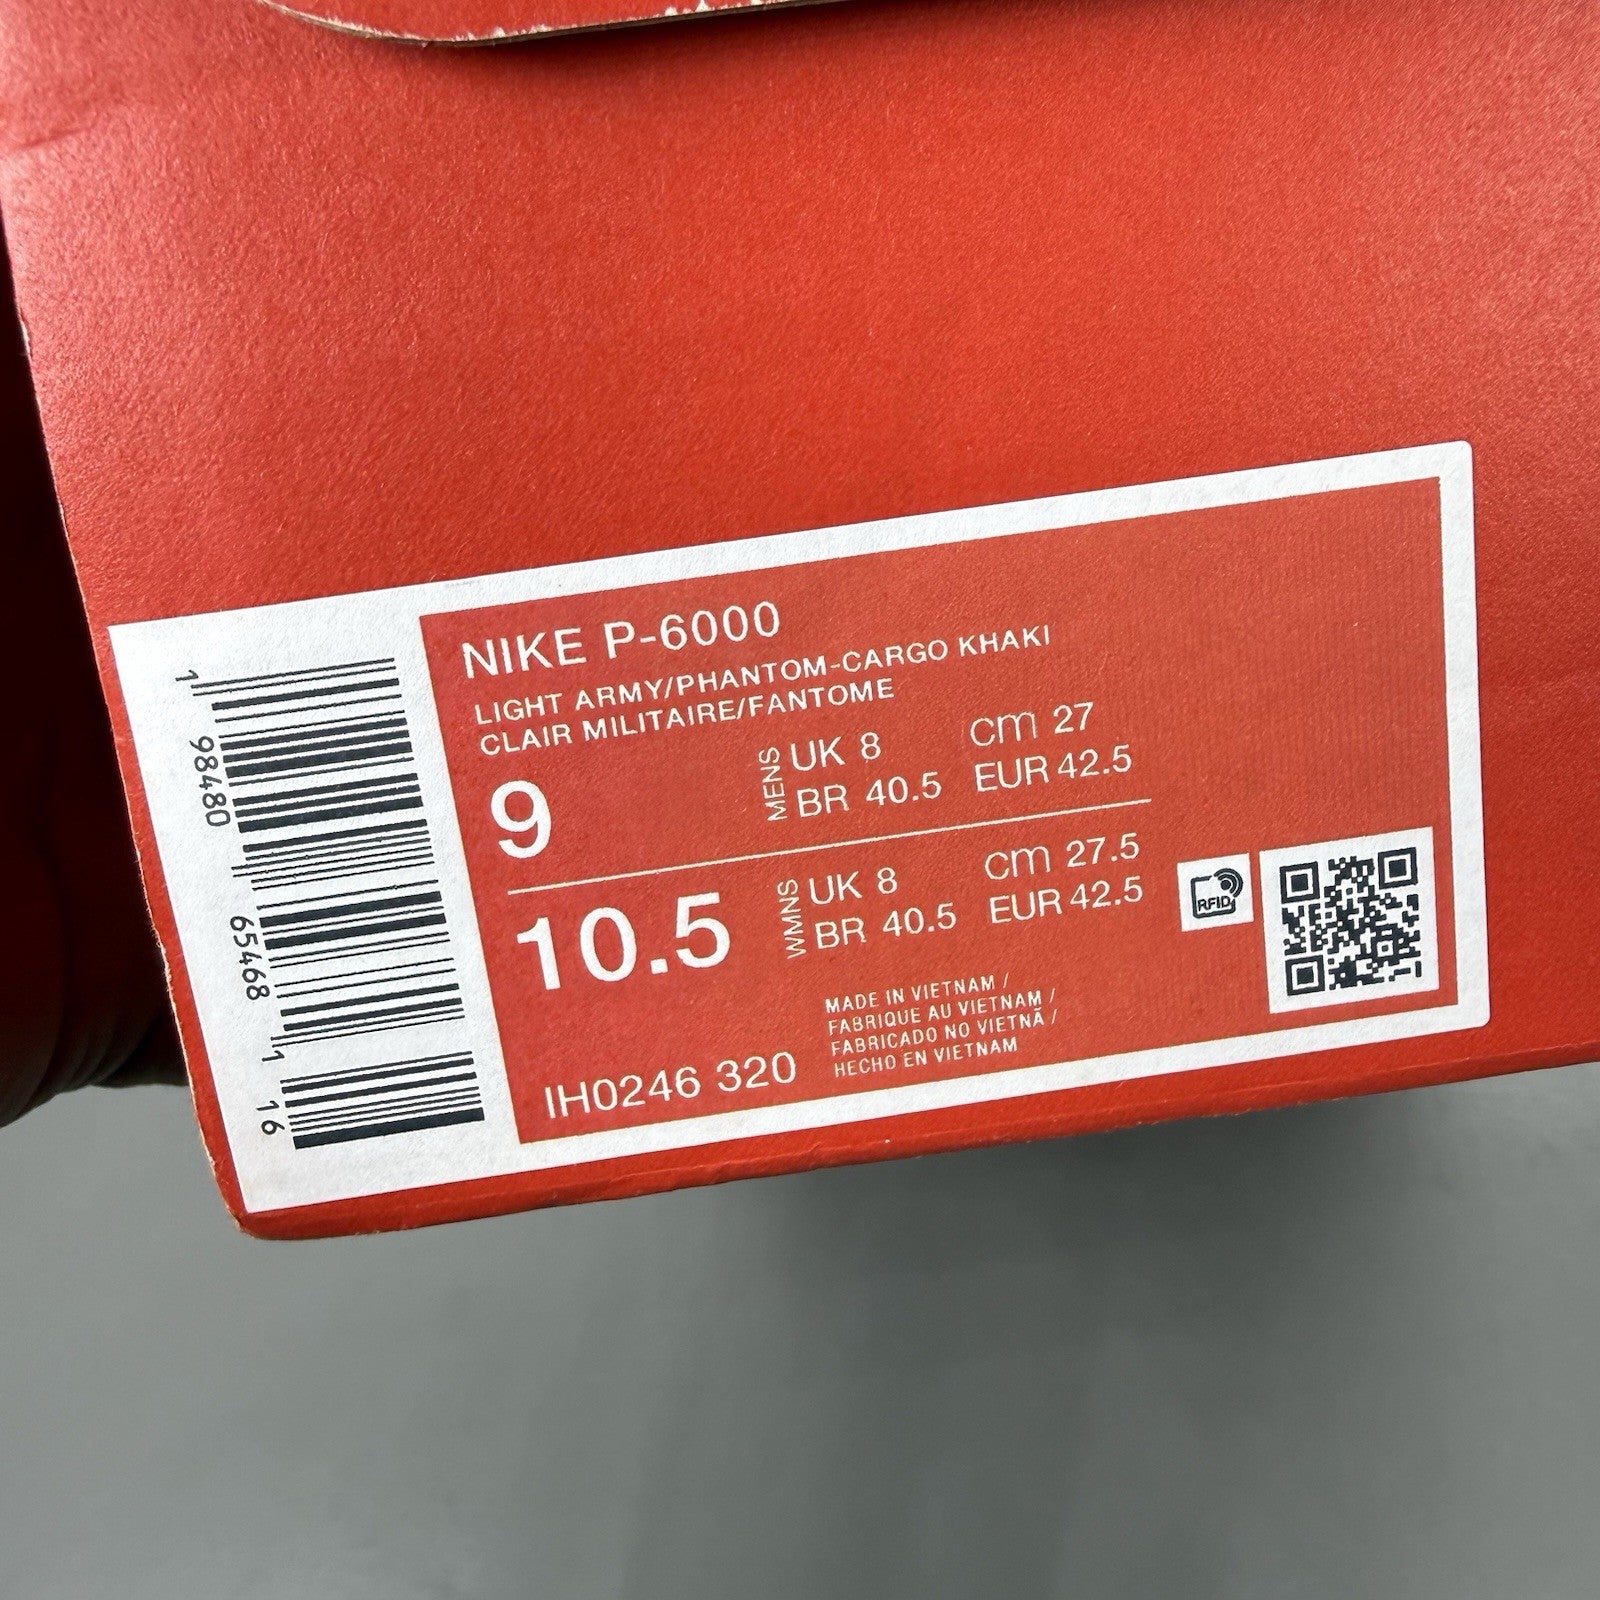 NIKE P-6000
LIGHT ARMY/PHANTOM-CARGO KHAKI
CLAIR MILITAIRE/FANTOME
9
MENS
UK 8 CM 27
BR 40.5 EUR 42.5
10.5
WMNS
UK 8 CM 27.5
BR 40.5 EUR 42.5
RFID
MADE IN VIETNAM /
FABRIQUE AU VIETNAM /
FABRICADO NO VIETNÃ /
HECHO EN VIETNAM
IH0246 320
1 98480 65468 1 16